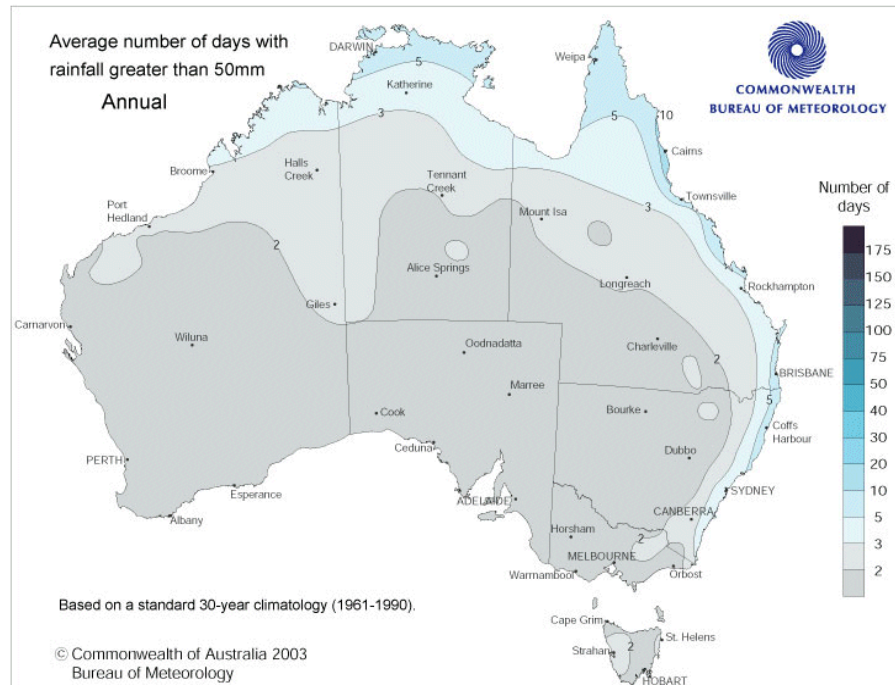 Average number of days with
rainfall greater than 50mm
Annual
COMMONWEALTH
BUREAU OF METEOROLOGY
DARWIN
5
Katherine
3
Weipa
5
10
Cairns
Townsville
3
Broome
Halls
Creek
Tennant
Creek
Mount Isa
Port
Hedland
2
Alice Springs
Longreach
Rockhampton
Giles
Carnarvon
Wiluna
Oodnadatta
Charleville
2
BRISBANE
Marree
5
Cook
Bourke
Coffs
Harbour
Ceduna
Dubbo
PERTH
Esperance
ADELAIDE
SYDNEY
Albany
CANBERRA
Horsham
2
MELBOURNE
Warrnambool
Orbost
Cape Grim
St. Helens
Strahan
2
HOBART
Number of
days
175
150
125
100
75
50
40
30
20
10
5
3
2
Based on a standard 30-year climatology (1961-1990).
© Commonwealth of Australia 2003
Bureau of Meteorology